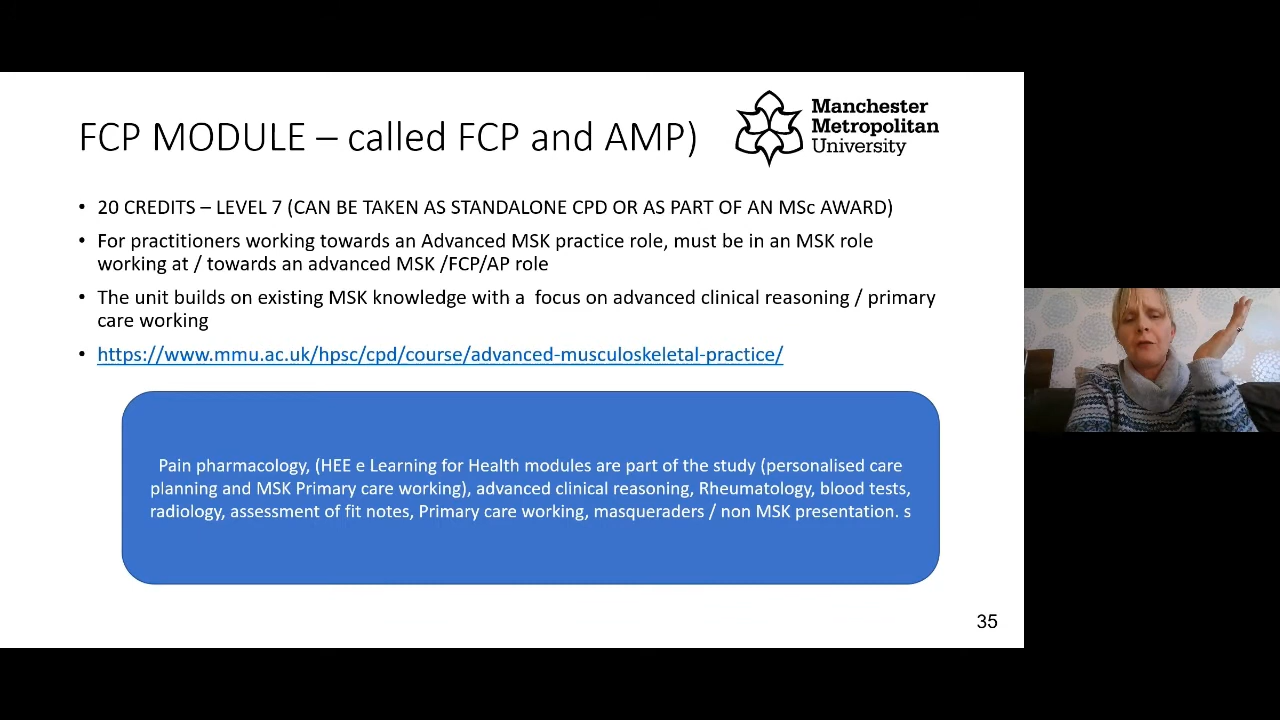 FCP MODULE – called FCP and AMP)
Manchester
Metropolitan
University
• 20 CREDITS – LEVEL 7 (CAN BE TAKEN AS STANDALONE CPD OR AS PART OF AN MSc AWARD)
• For practitioners working towards an Advanced MSK practice role, must be in an MSK role
working at / towards an advanced MSK /FCP/AP role
• The unit builds on existing MSK knowledge with a  focus on advanced clinical reasoning / primary
care working
• https://www.mmu.ac.uk/hpsc/cpd/course/advanced-musculoskeletal-practice/
Pain pharmacology, (HEE e Learning for Health modules are part of the study (personalised care
planning and MSK Primary care working), advanced clinical reasoning, Rheumatology, blood tests,
radiology, assessment of fit notes, Primary care working, masqueraders / non MSK presentation. s
35